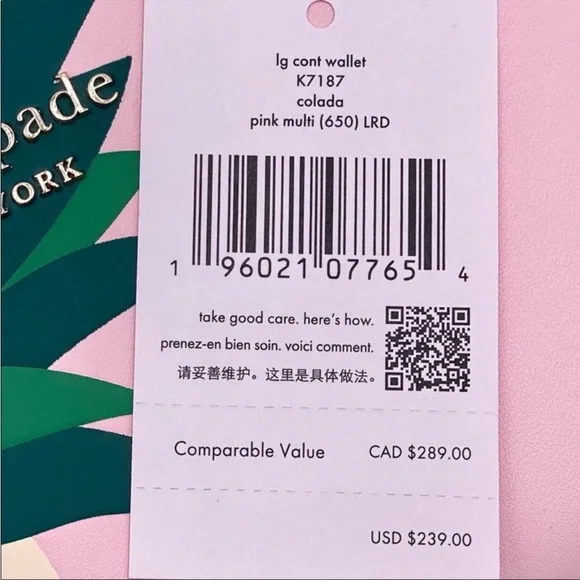 pade
YORK
lg cont wallet
K7187
colada
pink multi (650) LRD
1 96021 07765 4
take good care. here's how.
prenez-en bien soin. voici comment.
请妥善维护。这里是具体做法。
Comparable Value CAD $289.00
USD $239.00